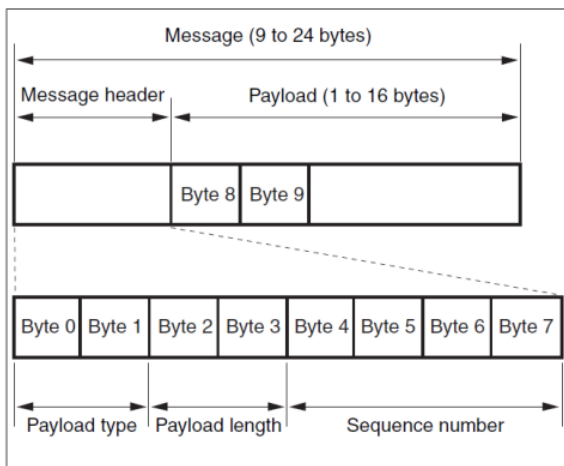 Message (9 to 24 bytes)
Message header Payload (1 to 16 bytes)
Byte 8 Byte 9
Byte 0 Byte 1 Byte 2 Byte 3 Byte 4 Byte 5 Byte 6 Byte 7
Payload type Payload length Sequence number